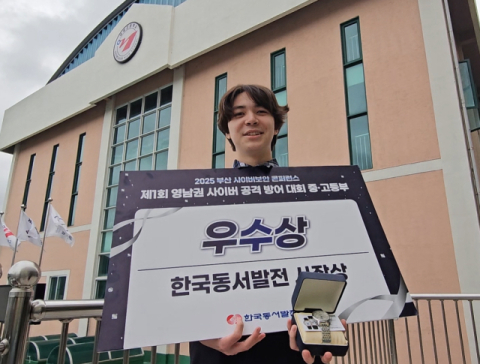 2025 부산 사이버보안 컨퍼런스
제1회 영남권 사이버 공격 방어 대회 중·고등부
우수상
한국동서발전 사장상
한국동서발전